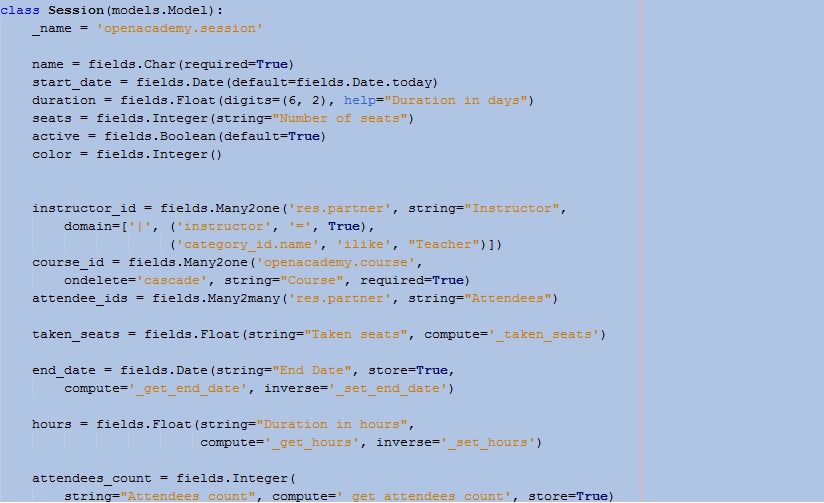 class Session(models.Model):
    _name = 'openacademy.session'

    name = fields.Char(required=True)
    start_date = fields.Date(default=fields.Date.today)
    duration = fields.Float(digits=(6, 2), help="Duration in days")
    seats = fields.Integer(string="Number of seats")
    active = fields.Boolean(default=True)
    color = fields.Integer()


    instructor_id = fields.Many2one('res.partner', string="Instructor",
        domain=['|', ('instructor', '=', True),
                     ('category_id.name', 'ilike', "Teacher")])
    course_id = fields.Many2one('openacademy.course',
        ondelete='cascade', string="Course", required=True)
    attendee_ids = fields.Many2many('res.partner', string="Attendees")

    taken_seats = fields.Float(string="Taken seats", compute='_taken_seats')

    end_date = fields.Date(string="End Date", store=True,
        compute='_get_end_date', inverse='_set_end_date')

    hours = fields.Float(string="Duration in hours",
                         compute='_get_hours', inverse='_set_hours')

    attendees_count = fields.Integer(
        string="Attendees count", compute='_get_attendees_count', store=True)